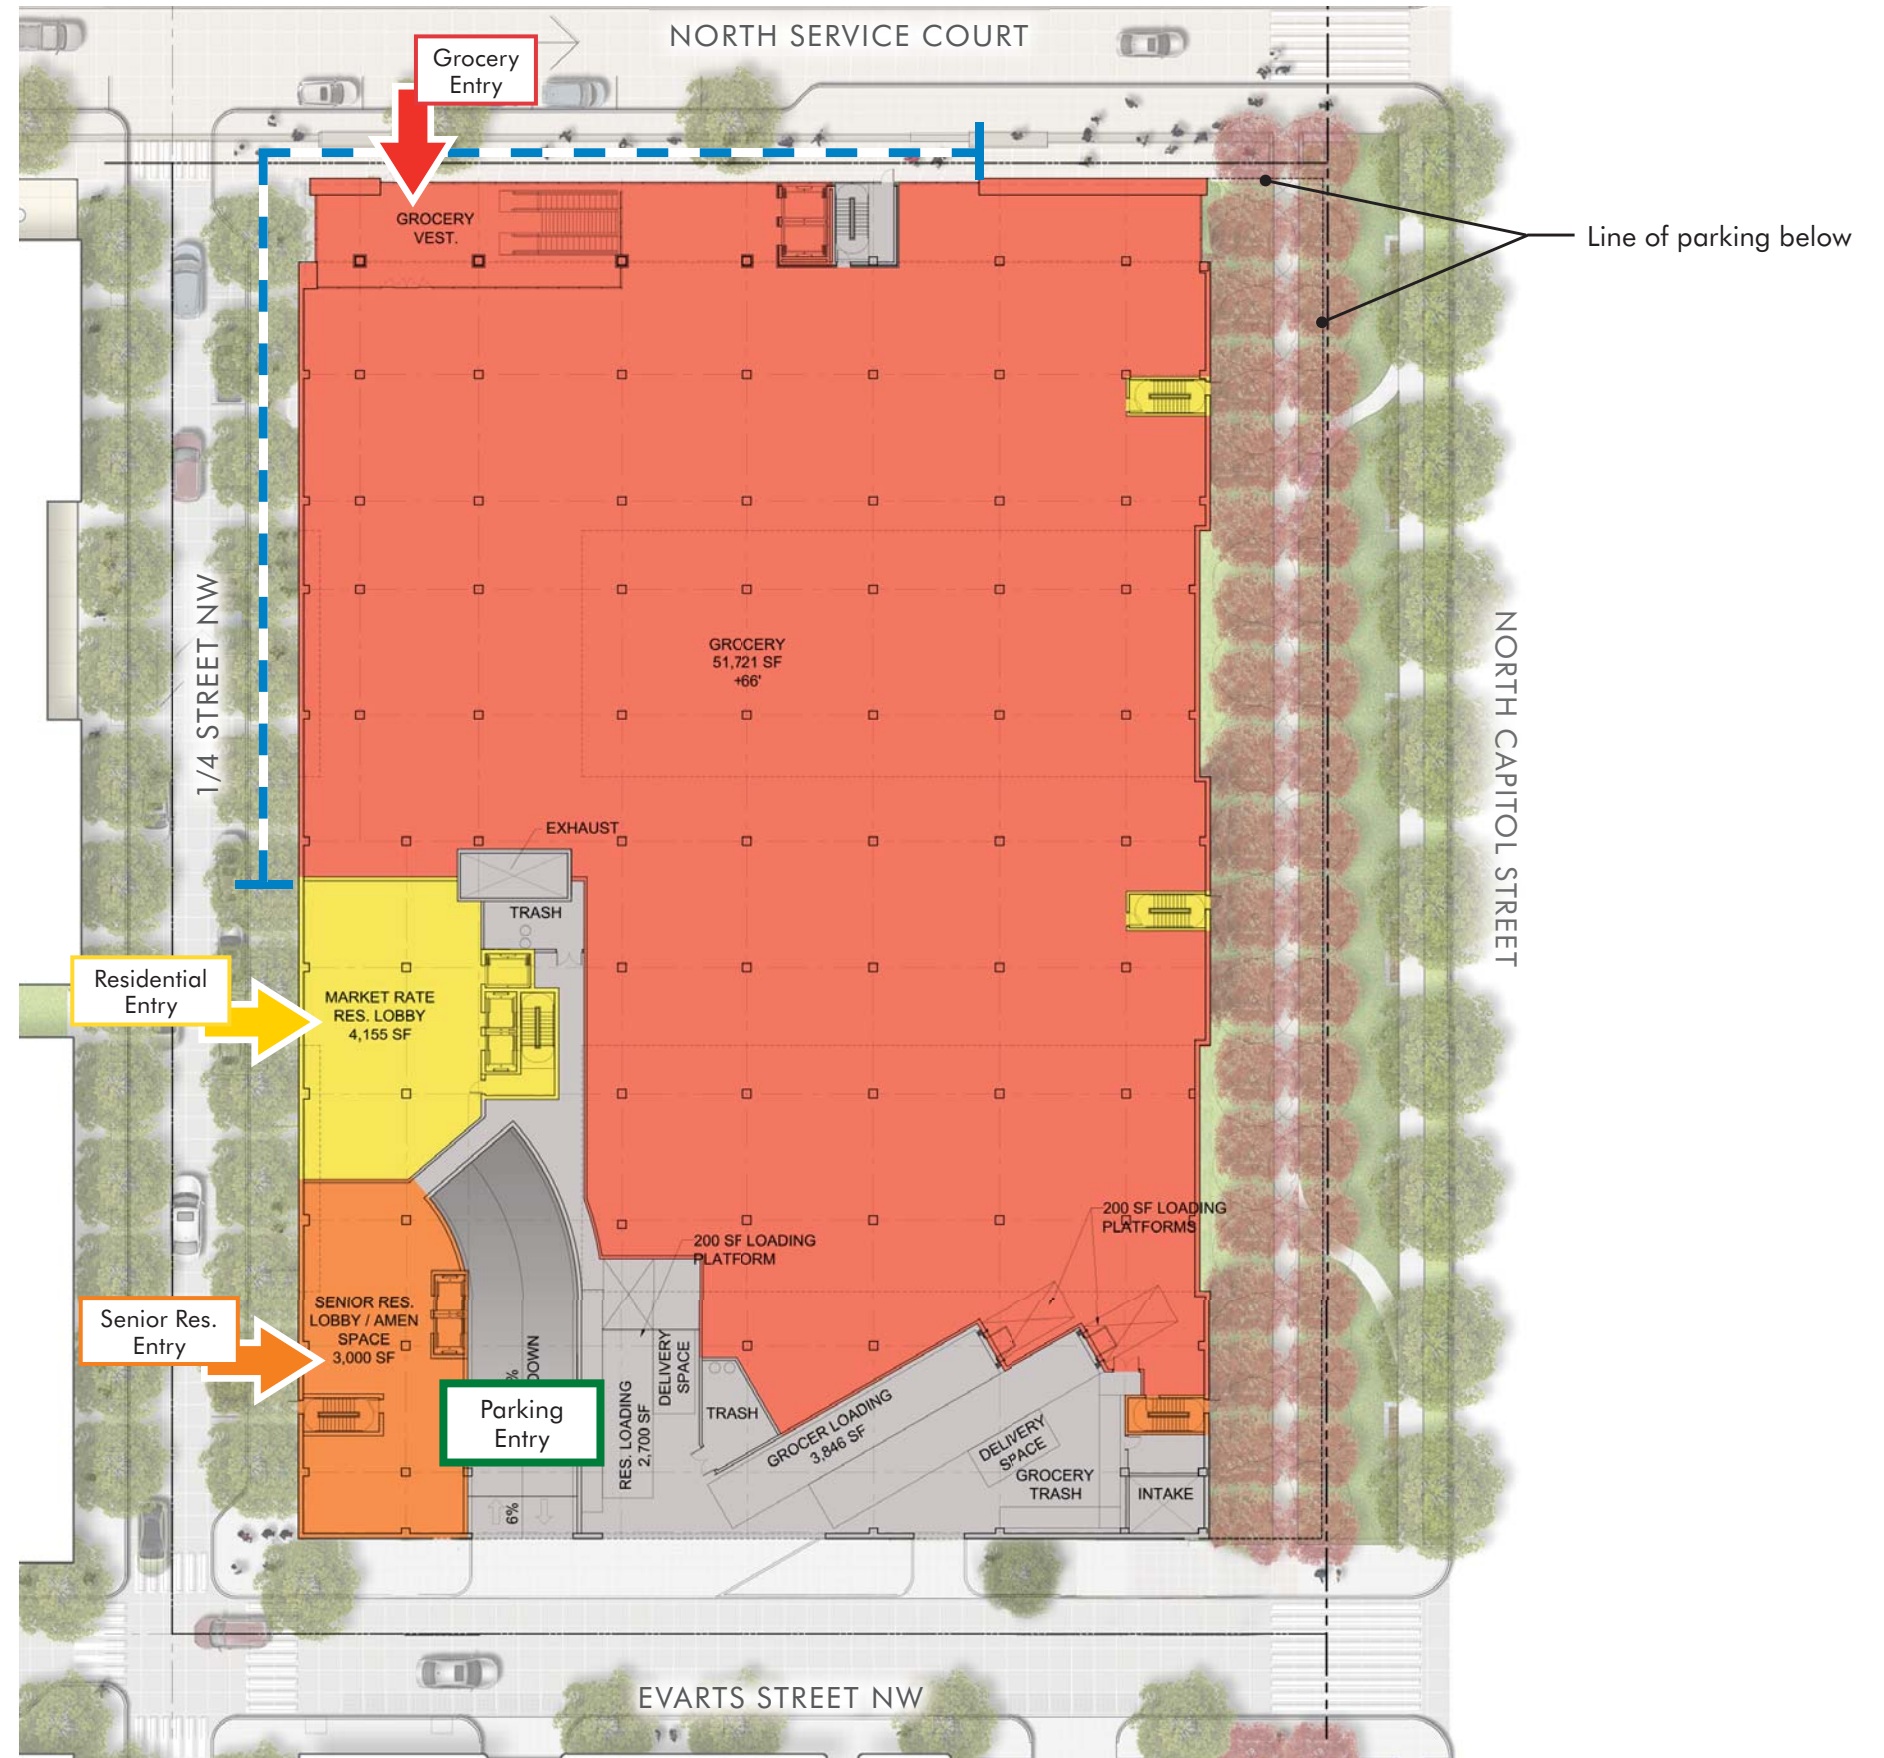 NORTH SERVICE COURT
Grocery
Entry
GROCERY
VEST.
Line of parking below
1/4 STREET NW
GROCERY
51,721 SF
+66'
NORTH CAPITOL STREET
EXHAUST
TRASH
Residential
Entry
MARKET RATE
RES. LOBBY
4,155 SF
200 SF LOADING
PLATFORMS
200 SF LOADING
PLATFORM
Senior Res.
Entry
SENIOR RES.
LOBBY / AMEN
SPACE
3,000 SF
% DOWN
Parking
Entry
6%
RES. LOADING
2,700 SF
DELIVERY
SPACE
TRASH
GROCER LOADING
3,846 SF
DELIVERY
SPACE
GROCERY
TRASH
INTAKE
EVARTS STREET NW